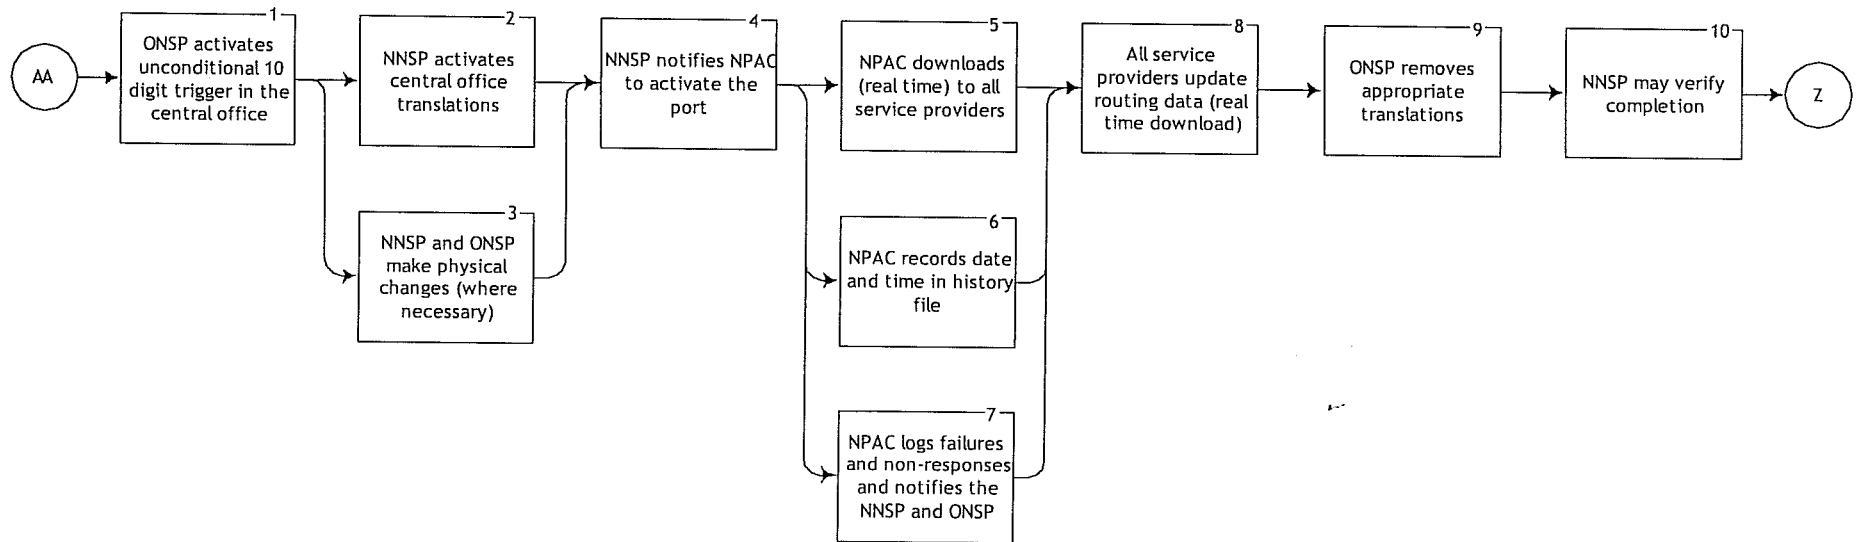 AA
1
ONSP activates
unconditional 10
digit trigger in the
central office
2
NNSP activates
central office
translations
3
NNSP and ONSP
make physical
changes (where
necessary)
4
NNSP notifies NPAC
to activate the
port
5
NPAC downloads
(real time) to all
service providers
6
NPAC records date
and time in history
file
7
NPAC logs failures
and non-responses
and notifies the
NNSP and ONSP
8
All service
providers update
routing data (real
time download)
9
ONSP removes
appropriate
translations
10
NNSP may verify
completion
Z